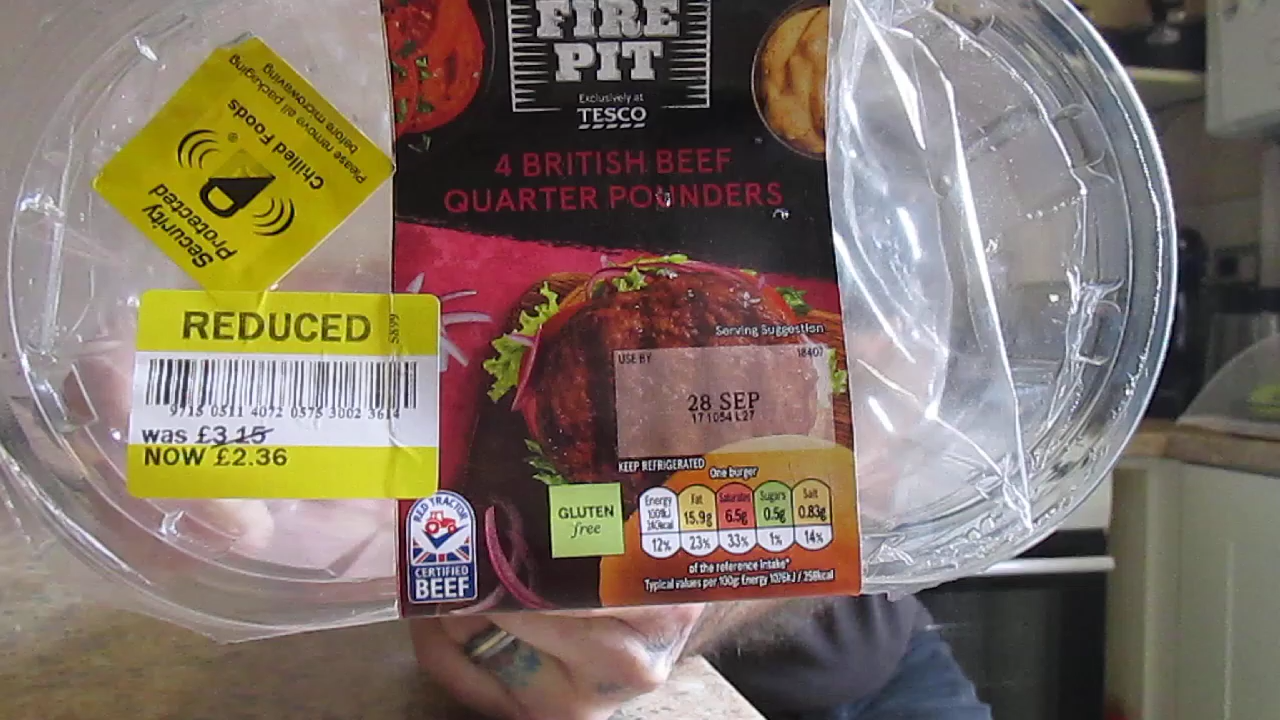 FIRE
PIT
Exclusively at
TESCO
4 BRITISH BEEF
QUARTER POUNDERS
Security
Protected
®
Chilled Foods
Please remove all packaging
before microwaving
REDUCED
5899
9715 0511 4072 0575 3002 3614
was £3.15
NOW £2.36
Serving Suggestion
USE BY
18407
28 SEP
17 1054 L27
KEEP REFRIGERATED
One burger
Energy Fat Saturates Sugars Salt
15.9g 6.5g 0.5g 0.83g
12% 23% 33% 1% 14%
of the reference intake*
Typical values per 100g: Energy 1076kJ / 258kcal
GLUTEN
free
RED TRACTOR
CERTIFIED
BEEF